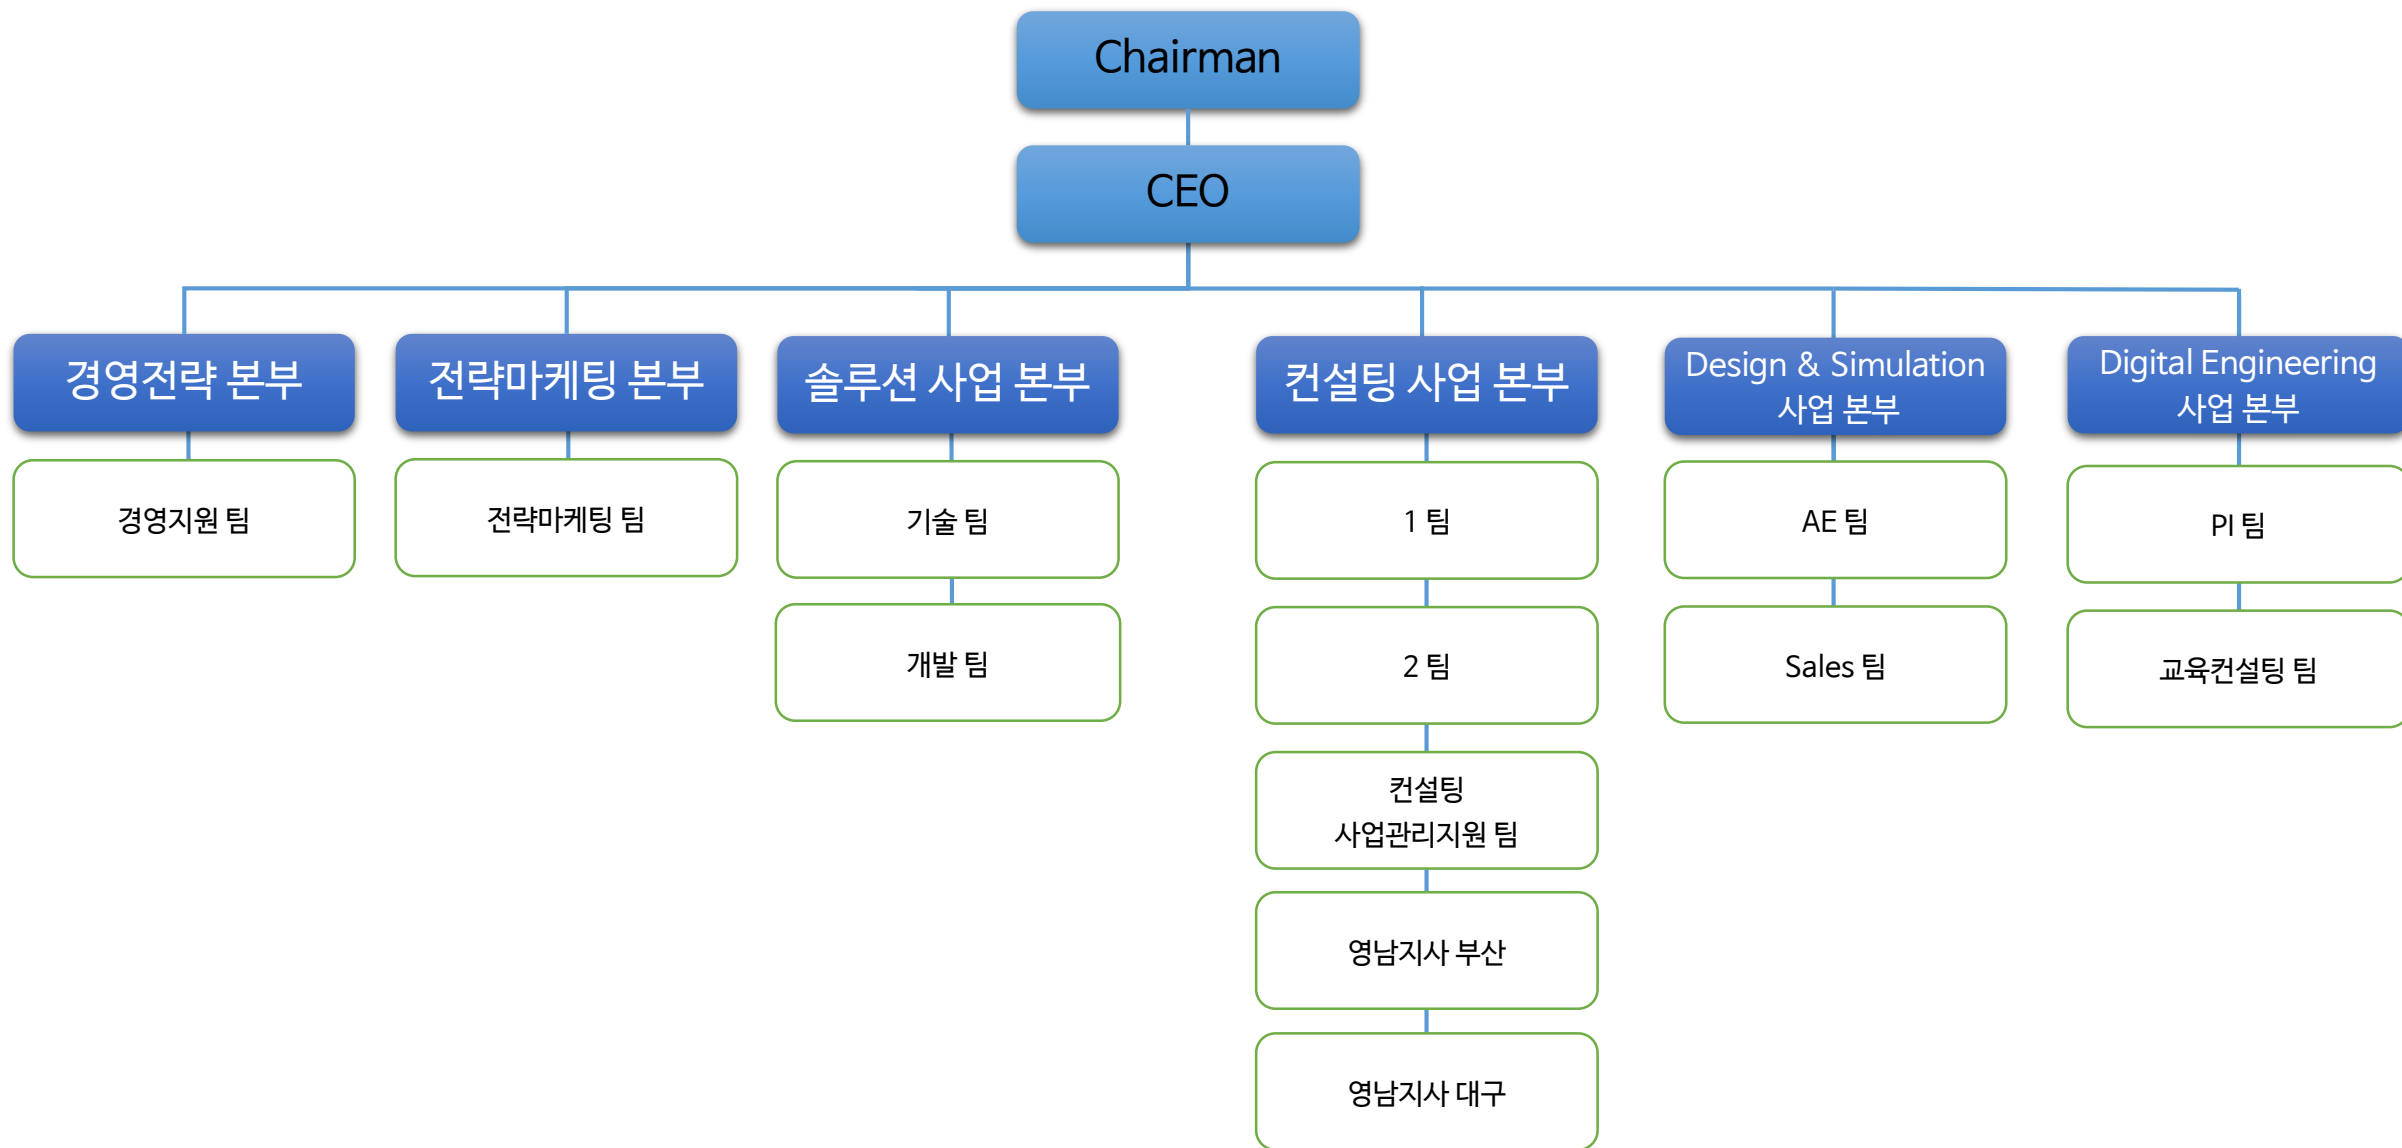 Chairman
CEO
경영전략 본부
전략마케팅 본부
솔루션 사업 본부
컨설팅 사업 본부
Design & Simulation
사업 본부
Digital Engineering
사업 본부
경영지원 팀
전략마케팅 팀
기술 팀
1 팀
AE 팀
PI 팀
개발 팀
2 팀
Sales 팀
교육컨설팅 팀
컨설팅
사업관리지원 팀
영남지사 부산
영남지사 대구